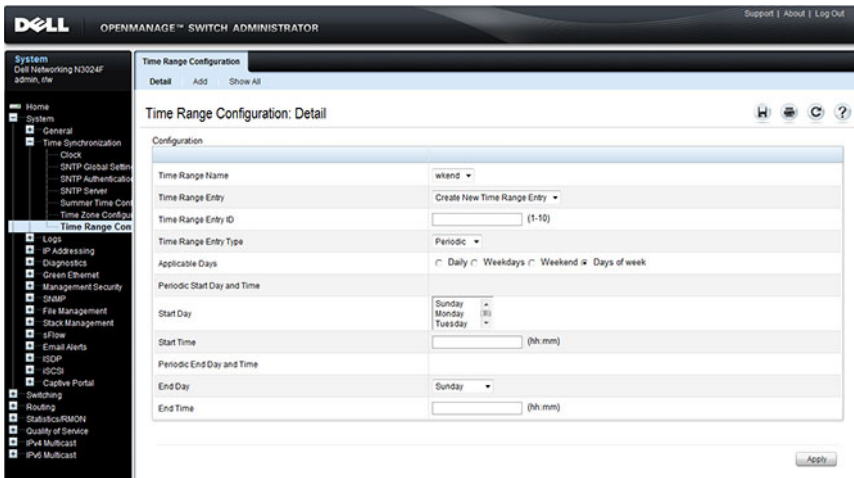 Support | About | Log Out
DELL
OPENMANAGE™ SWITCH ADMINISTRATOR
System
Dell Networking N3024F
admin, r/w
Home
System
General
Time Synchronization
Clock
SNTP Global Settin
SNTP Authentication
SNTP Server
Summer Time Cont
Time Zone Configur
Time Range Con
Logs
IP Addressing
Diagnostics
Green Ethernet
Management Security
SNMP
File Management
Stack Management
sFlow
Email Alerts
ISDP
iSCSI
Captive Portal
Switching
Routing
Statistics/RMON
Quality of Service
IPv4 Multicast
IPv6 Multicast
Time Range Configuration
Detail Add Show All
Time Range Configuration: Detail
H C ?
Configuration
Time Range Name wkend
Time Range Entry Create New Time Range Entry
Time Range Entry ID (1-10)
Time Range Entry Type Periodic
Applicable Days Daily Weekdays Weekend Days of week
Periodic Start Day and Time
Start Day Sunday
Monday
Tuesday
Start Time (hh:mm)
Periodic End Day and Time
End Day Sunday
End Time (hh:mm)
Apply